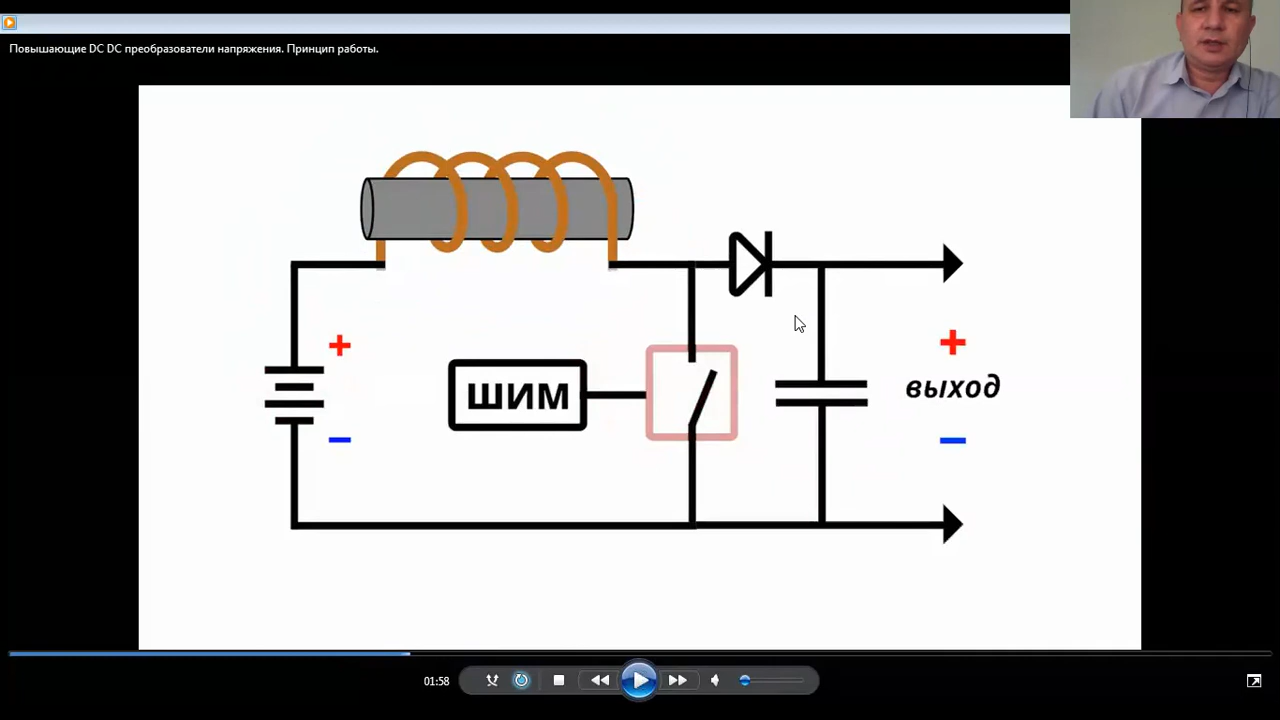 Повышающие DC DC преобразователи напряжения. Принцип работы.
+
+
ШИМ
выход
–
–
01:58